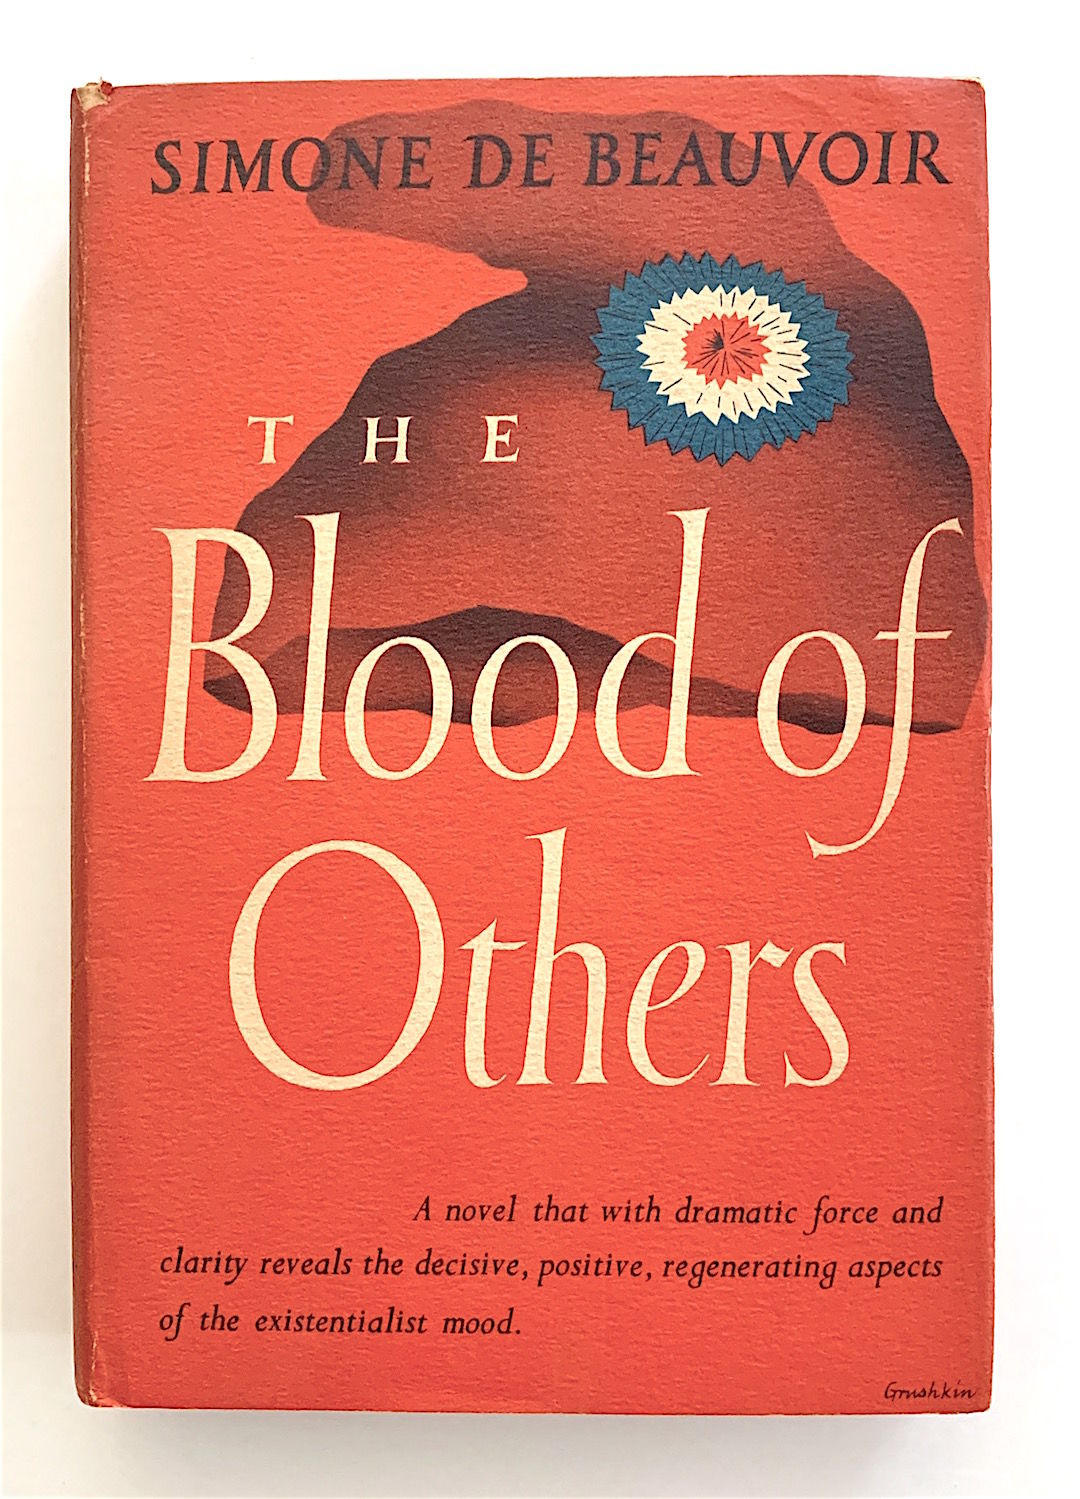 SIMONE DE BEAUVOIR
THE
Blood of
Others
A novel that with dramatic force and
clarity reveals the decisive, positive, regenerating aspects
of the existentialist mood.
Grushkin